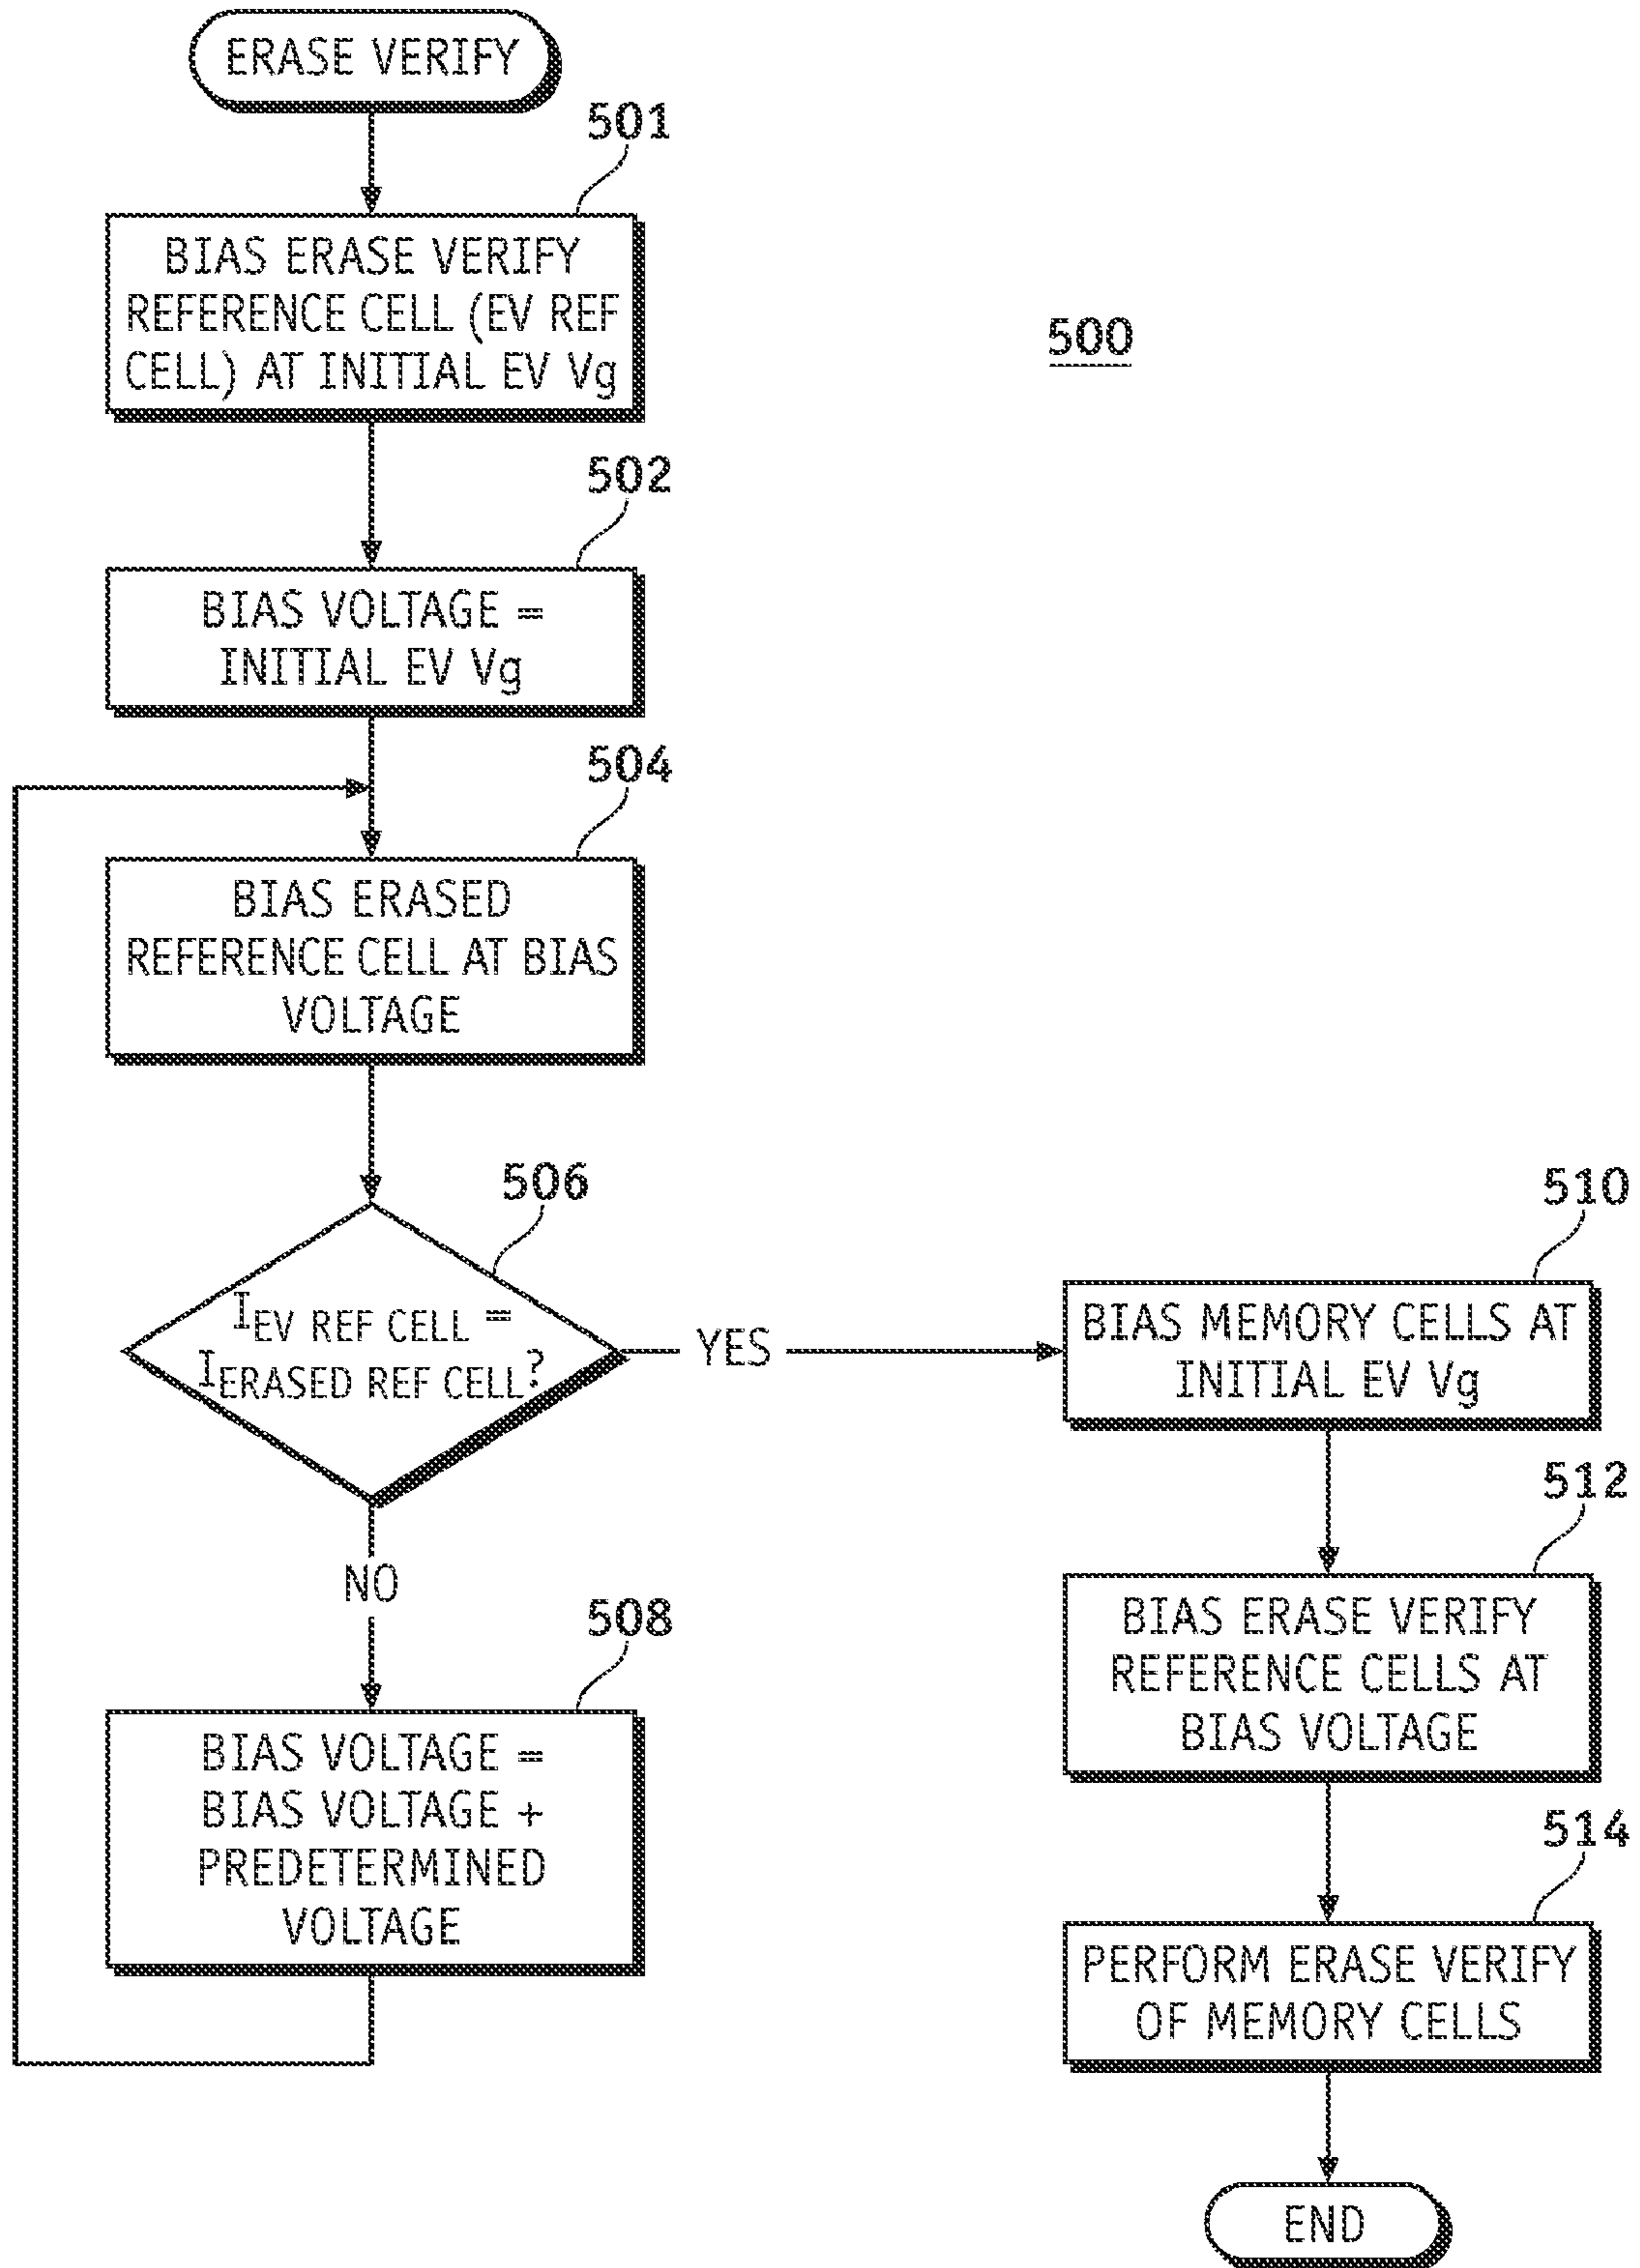 ERASE VERIFY
501
BIAS ERASE VERIFY
REFERENCE CELL (EV REF
CELL) AT INITIAL EV Vg
500
502
BIAS VOLTAGE =
INITIAL EV Vg
504
BIAS ERASED
REFERENCE CELL AT BIAS
VOLTAGE
506
I EV REF CELL =
I ERASED REF CELL?
YES
NO
508
BIAS VOLTAGE =
BIAS VOLTAGE +
PREDETERMINED
VOLTAGE
510
BIAS MEMORY CELLS AT
INITIAL EV Vg
512
BIAS ERASE VERIFY
REFERENCE CELLS AT
BIAS VOLTAGE
514
PERFORM ERASE VERIFY
OF MEMORY CELLS
END